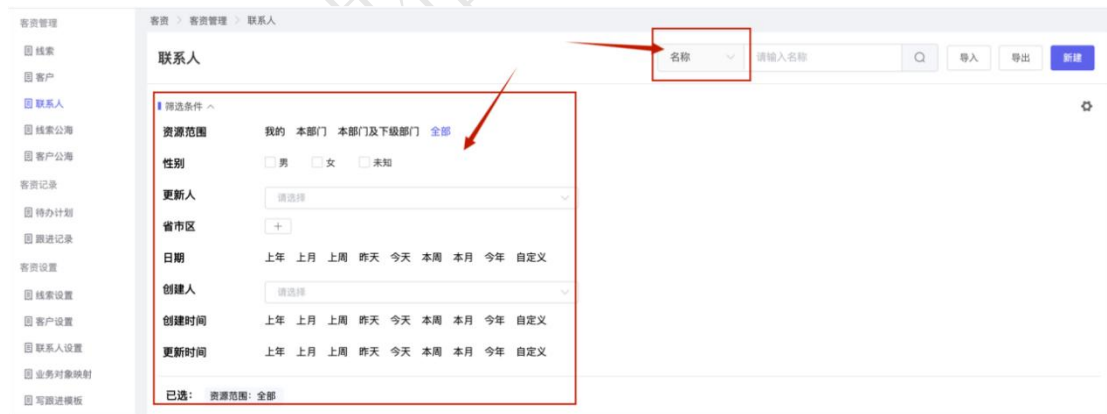 客资管理
线索
客户
联系人
线索公海
客户公海
客资记录
待办计划
跟进记录
客资设置
线索设置
客户设置
联系人设置
业务对象映射
写跟进模板
客资 > 客资管理 > 联系人
联系人 名称 请输入名称 导入 导出 新建
筛选条件
资源范围 我的 本部门 本部门及下级部门 全部
性别 男 女 未知
更新人 请选择
省市区 +
日期 上年 上月 上周 昨天 今天 本周 本月 今年 自定义
创建人 请选择
创建时间 上年 上月 上周 昨天 今天 本周 本月 今年 自定义
更新时间 上年 上月 上周 昨天 今天 本周 本月 今年 自定义
已选: 资源范围: 全部